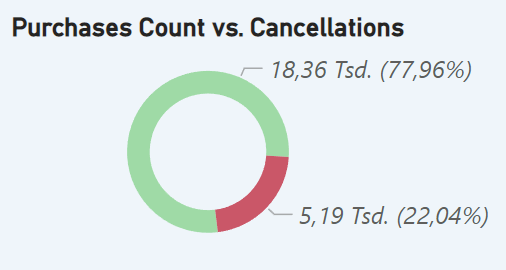 Purchases Count vs. Cancellations
18,36 Tsd. (77,96%)
5,19 Tsd. (22,04%)